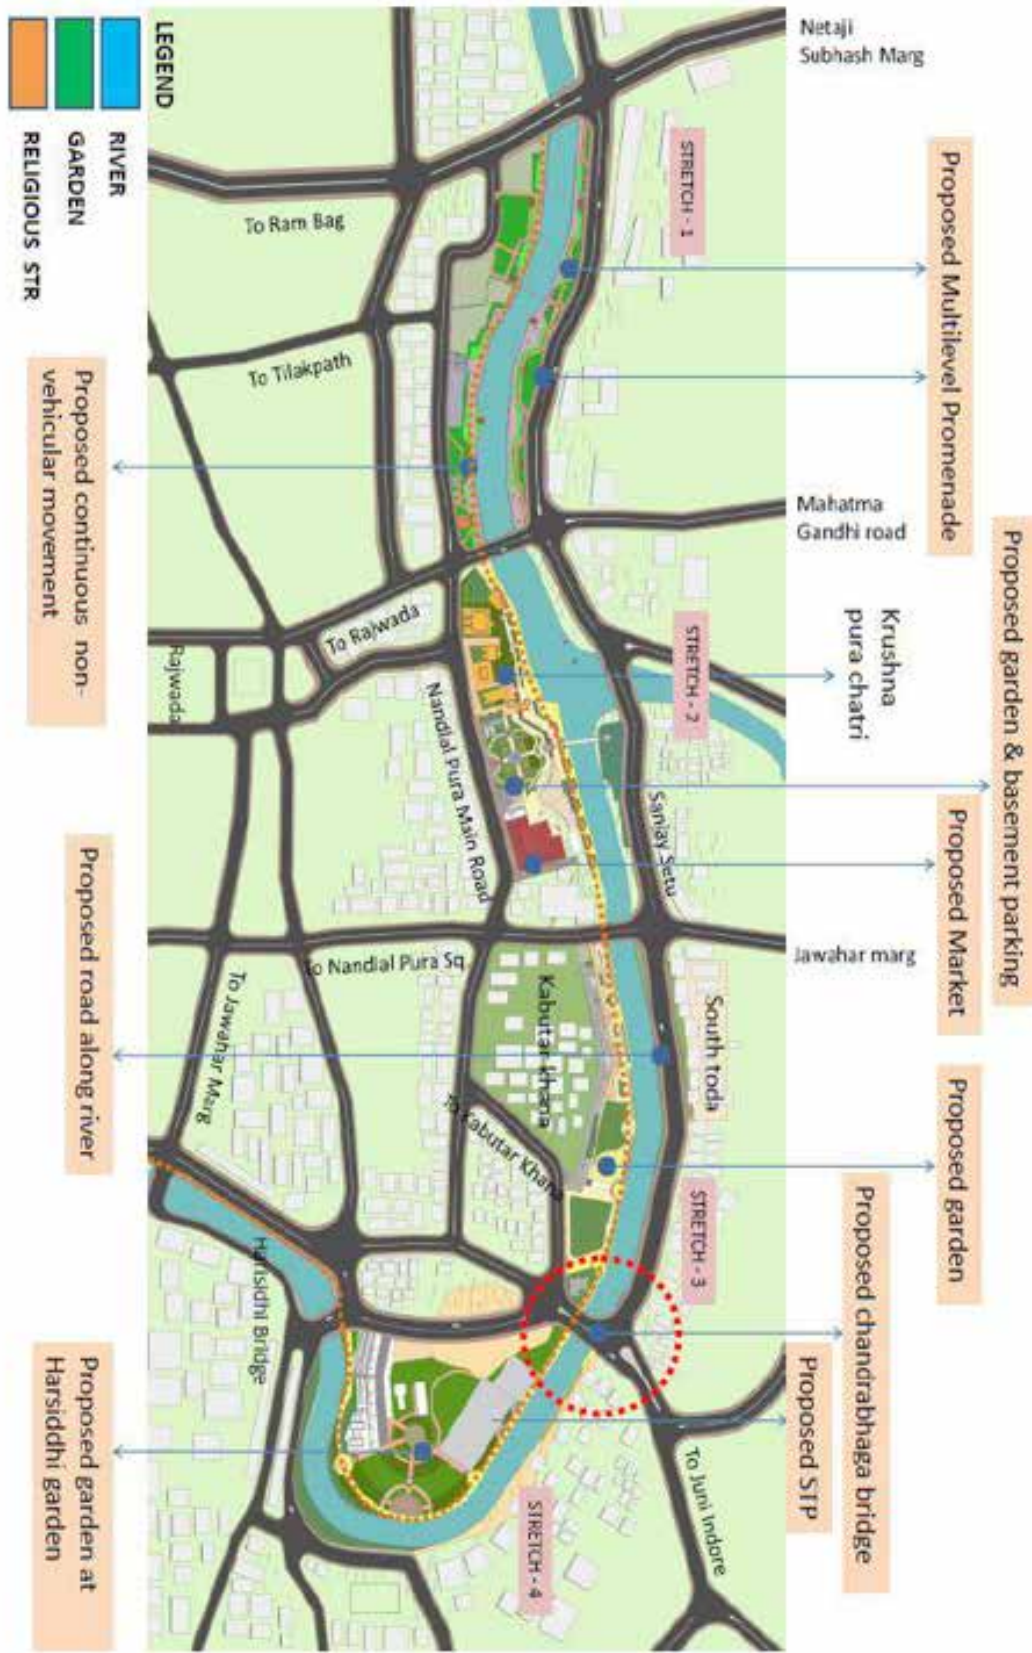 Netaji
Subhash Marg
Mahatma
Gandhi road
Krushna
pura chatri
Jawahar marg
Proposed Multilevel Promenade
Proposed garden & basement parking
Proposed Market
Proposed garden
Proposed chandrabhaga bridge
Proposed STP
STRETCH - 1
STRETCH - 2
STRETCH - 3
STRETCH - 4
To Ram Bag
To Tilakpath
To Rajwada
Rajwada
Nandlal Pura Main Road
Sanjay Setu
To Nandlal Pura Sq
To Jawahar Marg
Kabutar khana
To Kabutar Khana
South toda
Harisidhi Bridge
To Juni Indore
LEGEND
RIVER
GARDEN
RELIGIOUS STR
Proposed continuous non-
vehicular movement
Proposed road along river
Proposed garden at
Harsiddhi garden